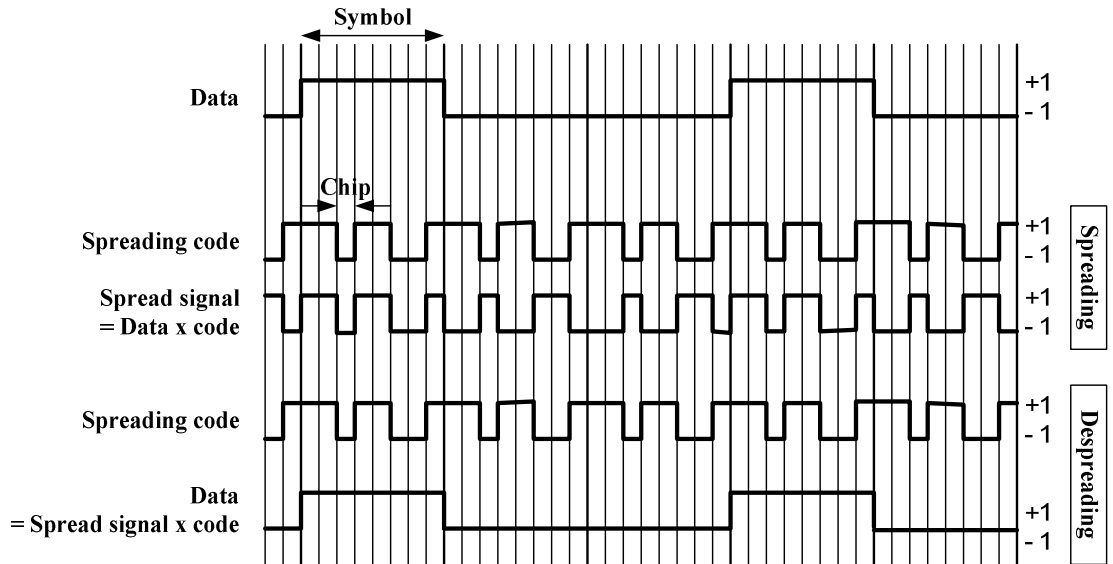 Symbol
Data
+1
- 1
Chip
Spreading code
+1
- 1
Spread signal
= Data x code
+1
- 1
Spreading
Spreading code
+1
- 1
Data
= Spread signal x code
+1
- 1
Despreading